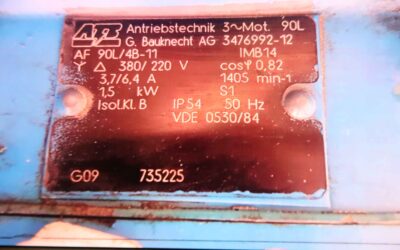 ATB Antriebstechnik 3~Mot. 90L
G. Bauknecht AG 3476992-12
AF 90L/4B-11 IMB14
Y △ 380/220 V cosφ 0,82
3,7/6,4 A 1405 min-1
1,5 kW S1
Isol.Kl. B IP54 50 Hz
VDE 0530/84
G09 735225